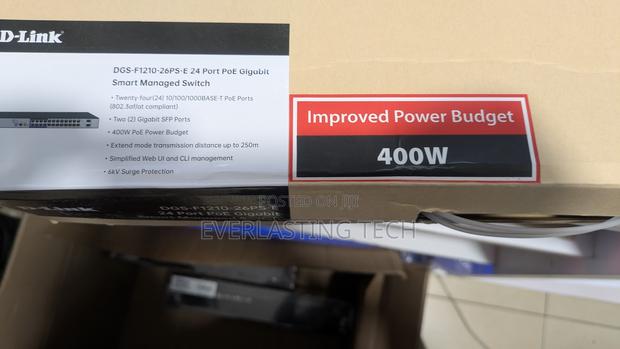 D-Link
DGS-F1210-26PS-E 24 Port PoE Gigabit
Smart Managed Switch
• Twenty-four(24) 10/100/1000BASE-T PoE Ports
(802.3af/at compliant)
• Two (2) Gigabit SFP Ports
• 400W PoE Power Budget
• Extend mode transmission distance up to 250m
• Simplified Web UI and CLI management
• 6kV Surge Protection
Improved Power Budget
400W
D-Link
DGS-F1210-26PS-E
24 Port PoE Gigabit
POSTED ON
EVERLASTING TECH